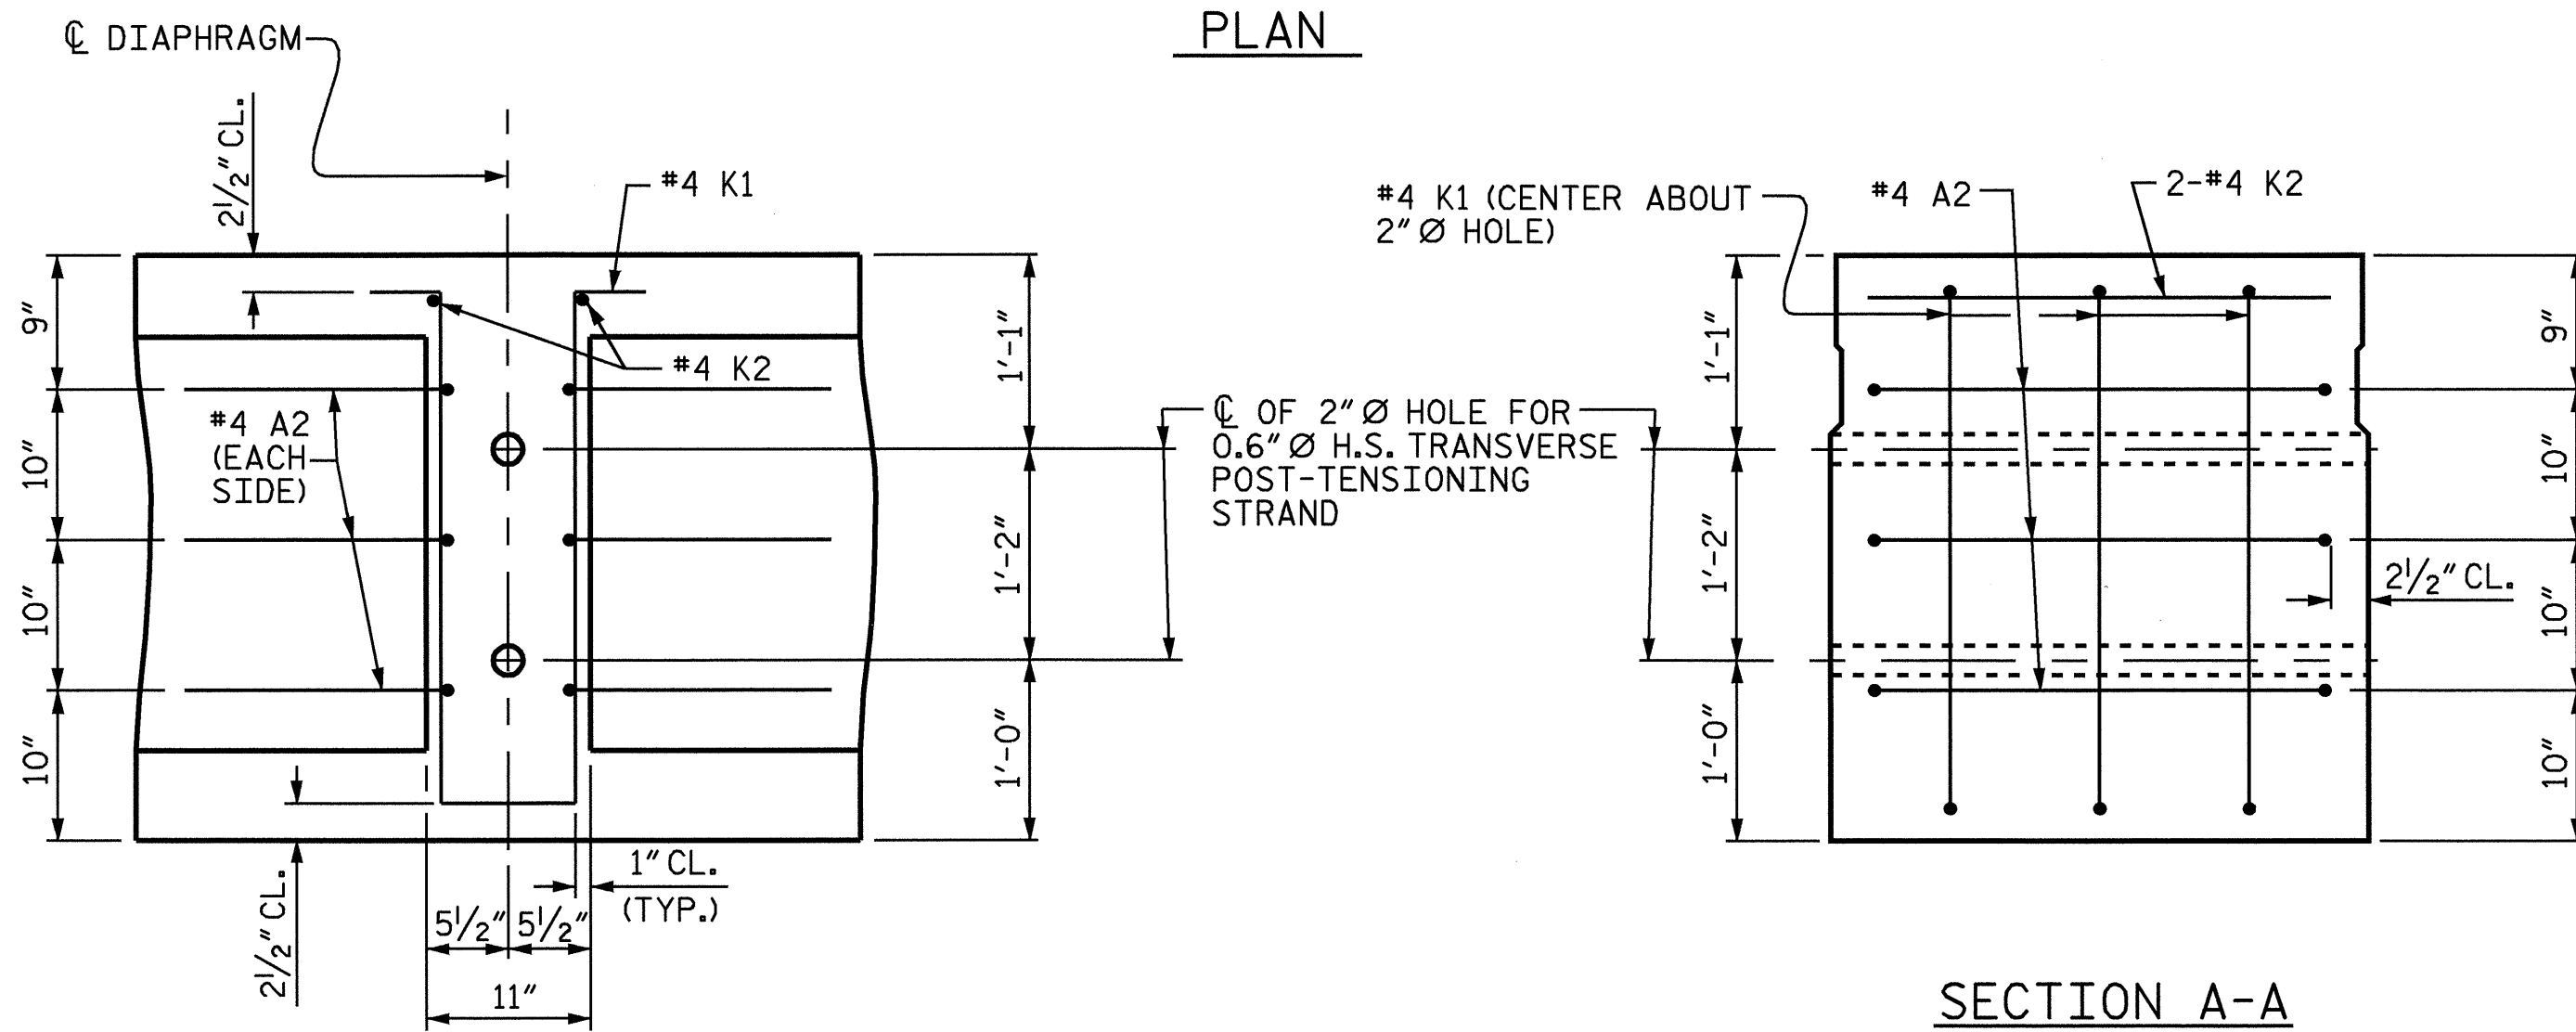 PLAN
℄ DIAPHRAGM
2½" CL.
#4 K1
9"
#4 K2
#4 A2
(EACH
SIDE)
10"
10"
10"
1'-1"
1'-2"
1'-0"
℄ OF 2" Ø HOLE FOR
0.6" Ø H.S. TRANSVERSE
POST-TENSIONING
STRAND
2½" CL.
1" CL.
(TYP.)
5½" 5½"
11"
#4 K1 (CENTER ABOUT
2" Ø HOLE)
#4 A2
2-#4 K2
1'-1"
1'-2"
1'-0"
9"
10"
10"
10"
2½" CL.
SECTION A-A